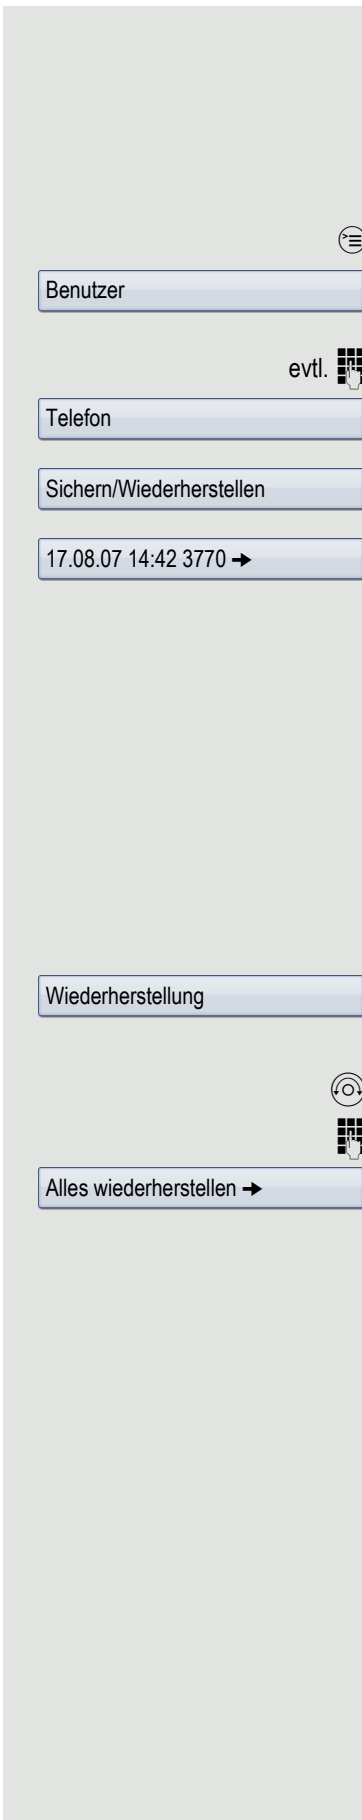 Benutzer
evtl.
Telefon
Sichern/Wiederherstellen
17.08.07 14:42 3770 →
Wiederherstellung
Alles wiederherstellen →